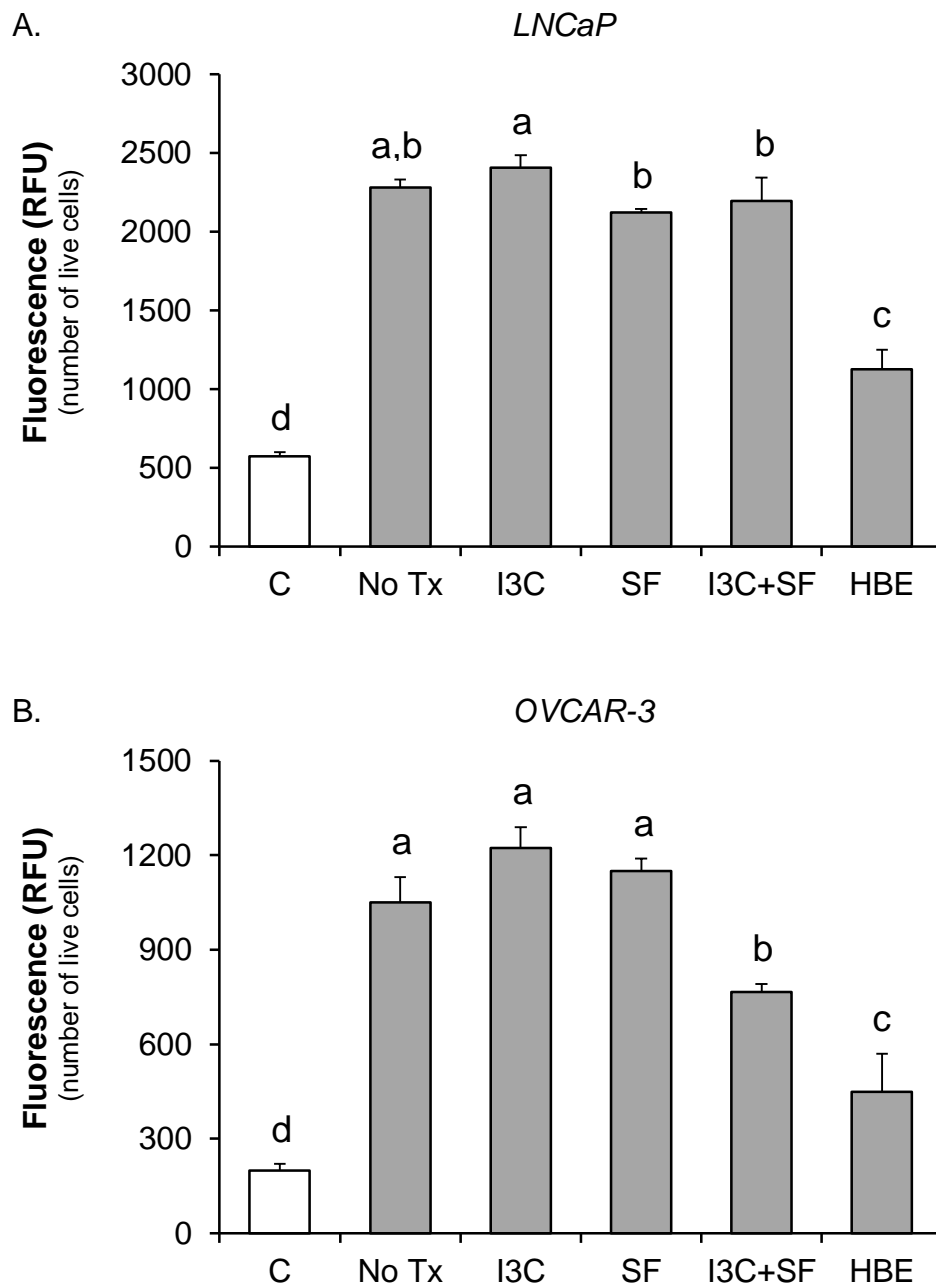 A.
LNCaP
Fluorescence (RFU)
(number of live cells)
3000
2500
2000
1500
1000
500
0
d
a,b
a
b
b
c
C
No Tx
I3C
SF
I3C+SF
HBE
B.
OVCAR-3
Fluorescence (RFU)
(number of live cells)
1500
1200
900
600
300
0
d
a
a
a
b
c
C
No Tx
I3C
SF
I3C+SF
HBE